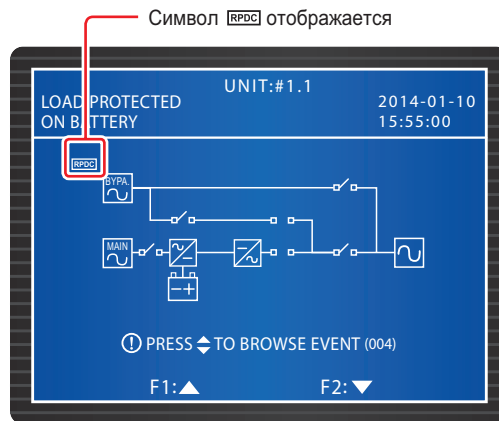 Символ RPDC отображается
UNIT:#1.1
LOAD PROTECTED
ON BATTERY
2014-01-10
15:55:00
RPDC
BYPA.
MAIN
PRESS TO BROWSE EVENT (004)
F1: F2: